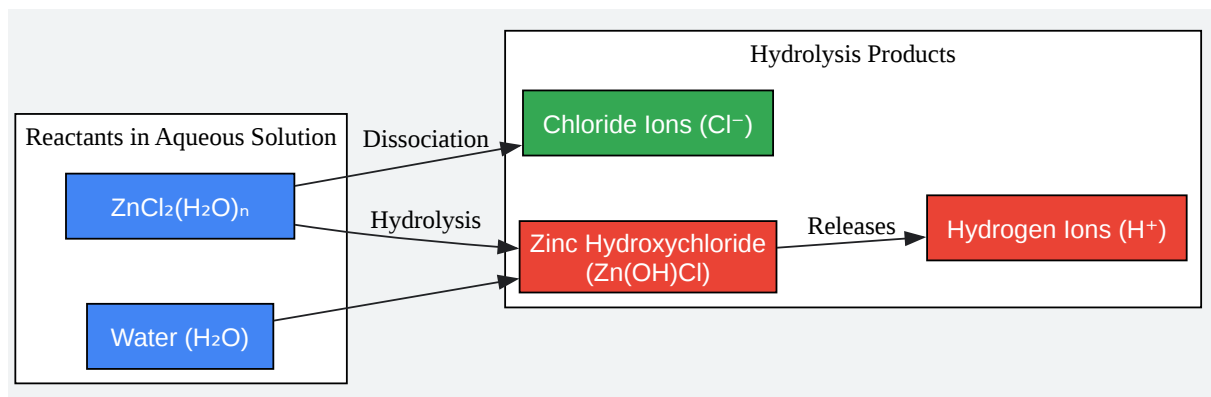 Hydrolysis Products
Reactants in Aqueous Solution
Dissociation
Chloride Ions (Cl⁻)
ZnCl₂(H₂O)ₙ
Hydrolysis
Zinc Hydroxychloride
(Zn(OH)Cl)
Releases
Hydrogen Ions (H⁺)
Water (H₂O)